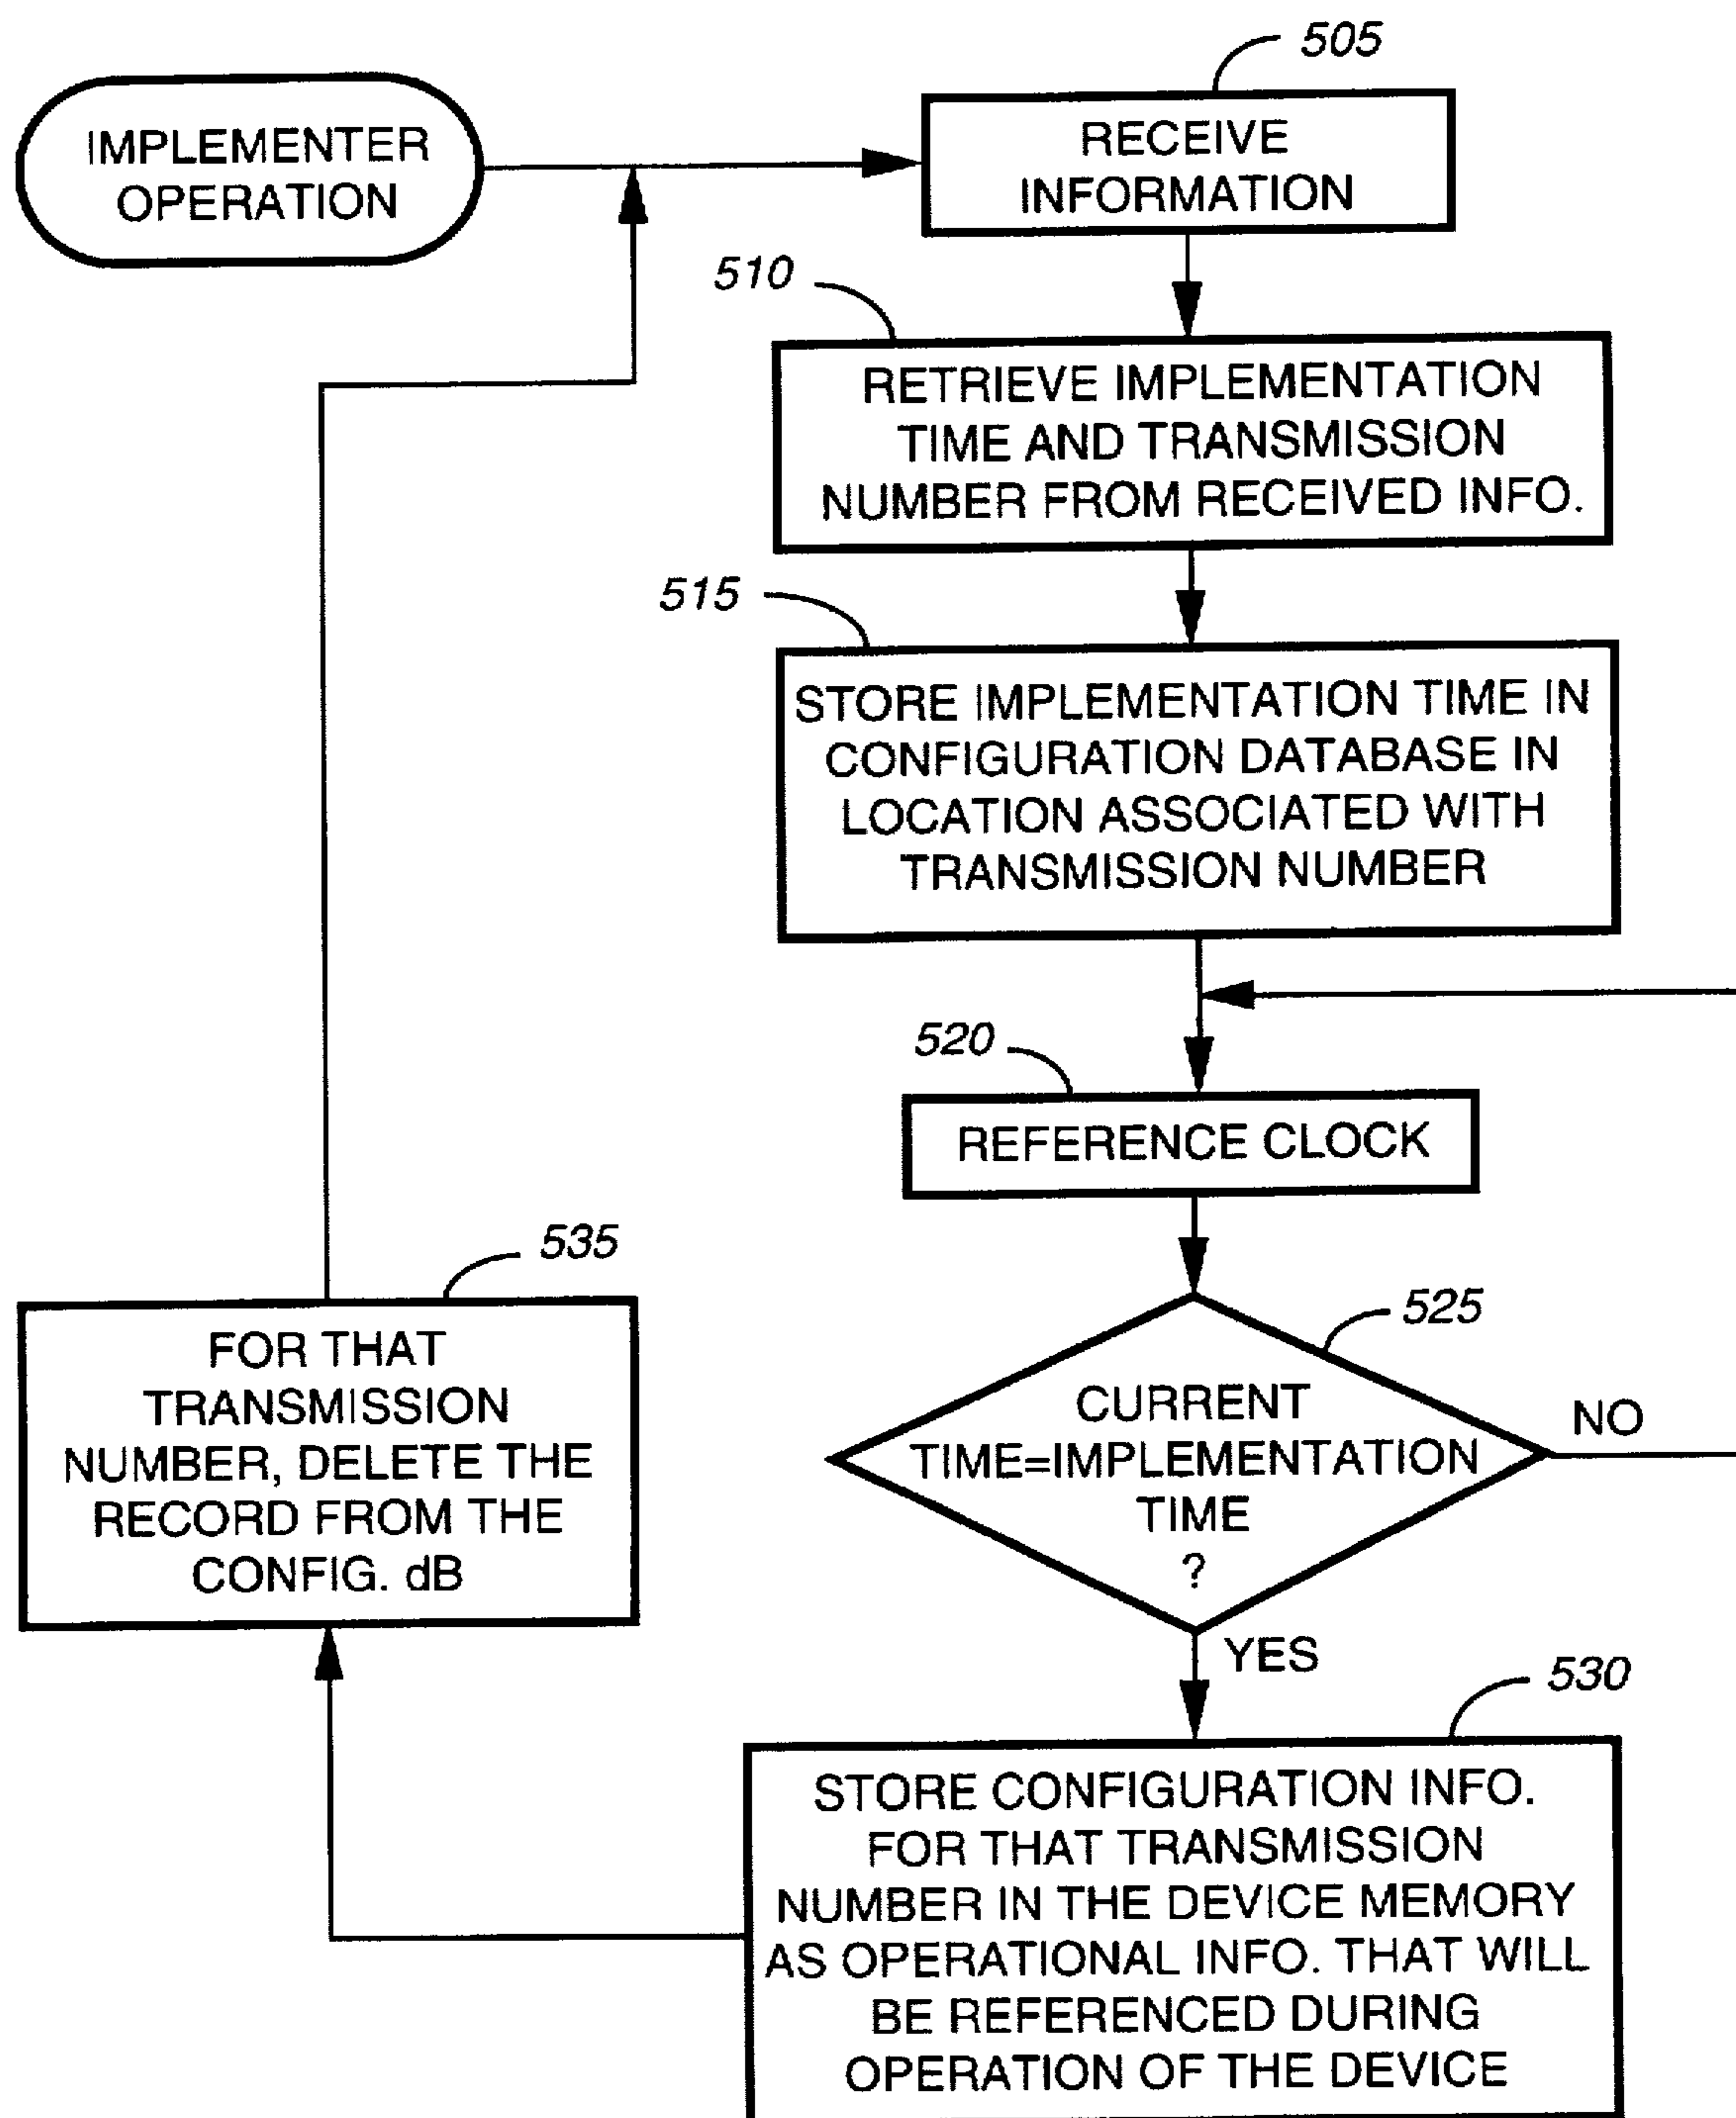 IMPLEMENTER
OPERATION
505
RECEIVE
INFORMATION
510
RETRIEVE IMPLEMENTATION
TIME AND TRANSMISSION
NUMBER FROM RECEIVED INFO.
515
STORE IMPLEMENTATION TIME IN
CONFIGURATION DATABASE IN
LOCATION ASSOCIATED WITH
TRANSMISSION NUMBER
520
REFERENCE CLOCK
525
CURRENT
TIME=IMPLEMENTATION
TIME
?
NO
YES
530
STORE CONFIGURATION INFO.
FOR THAT TRANSMISSION
NUMBER IN THE DEVICE MEMORY
AS OPERATIONAL INFO. THAT WILL
BE REFERENCED DURING
OPERATION OF THE DEVICE
535
FOR THAT
TRANSMISSION
NUMBER, DELETE THE
RECORD FROM THE
CONFIG. dB